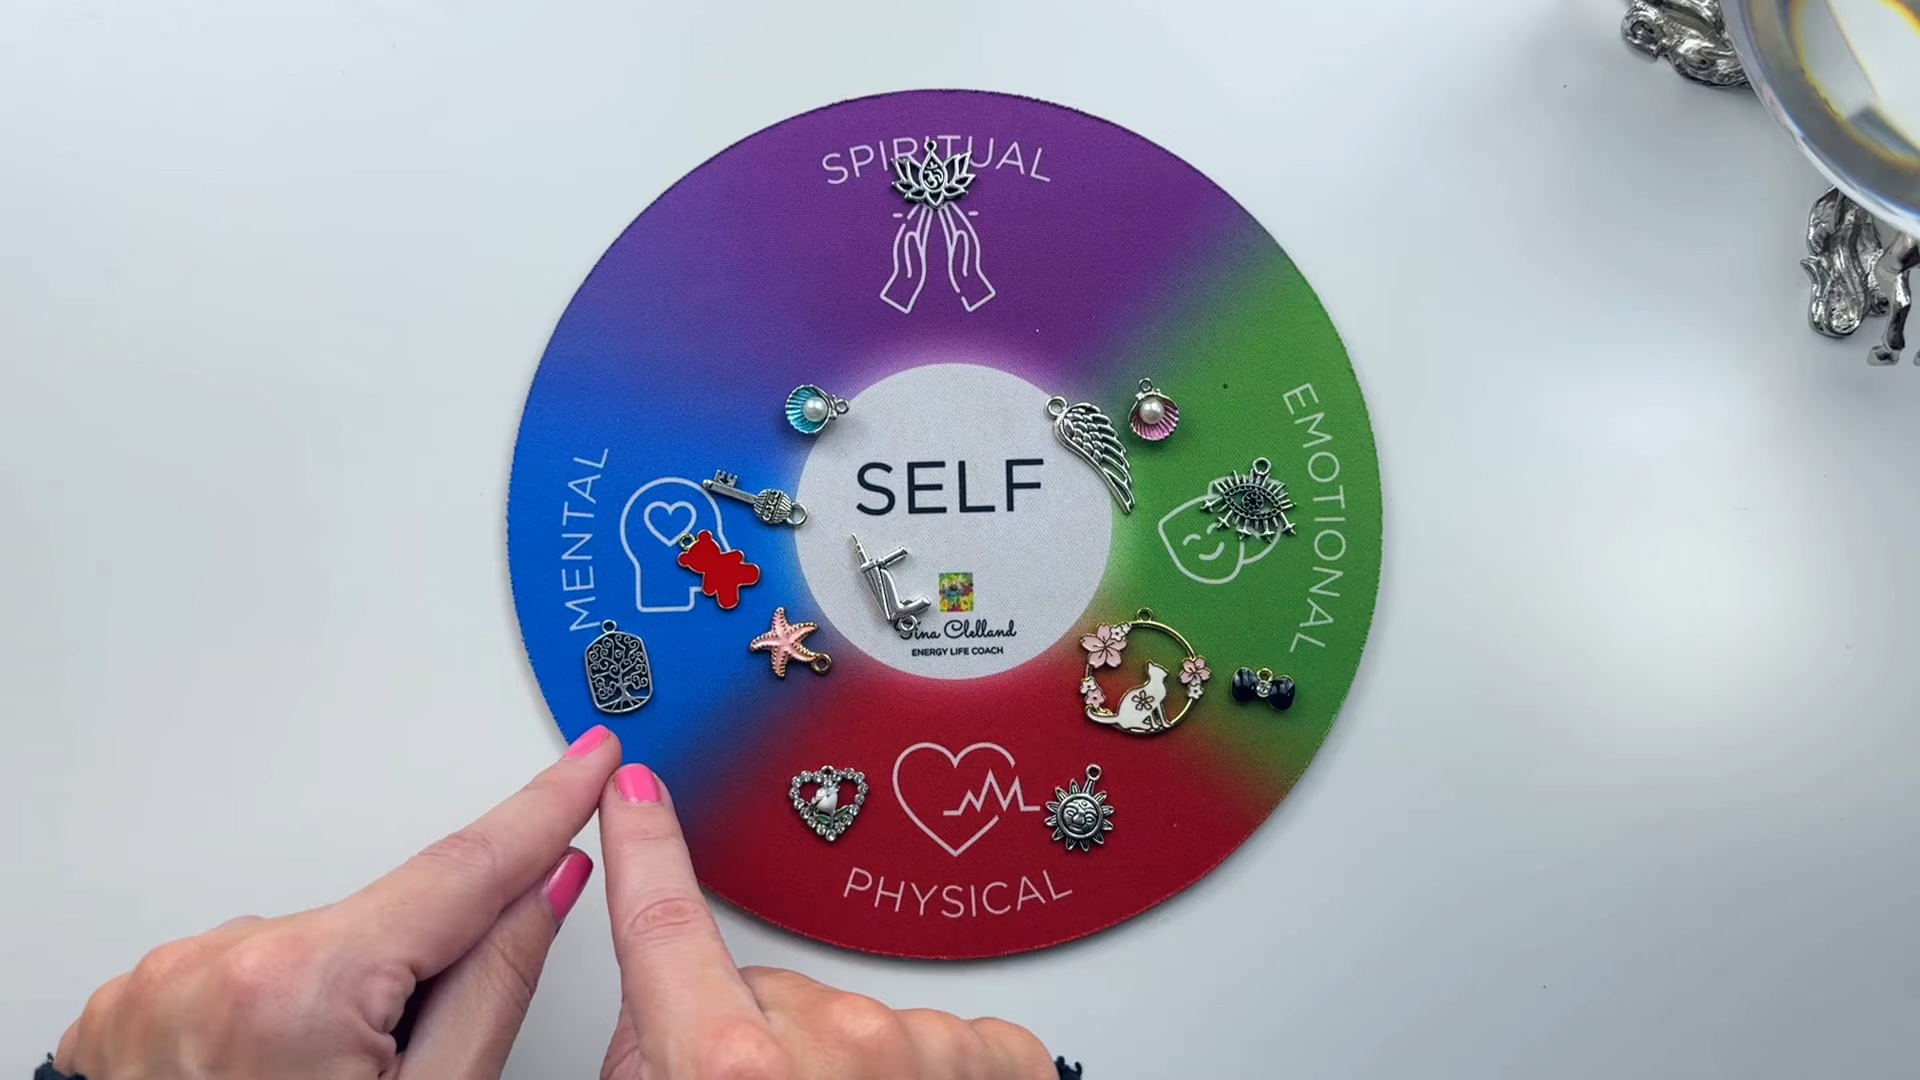 SPIRITUAL
EMOTIONAL
MENTAL
SELF
Tina Clelland
ENERGY LIFE COACH
PHYSICAL